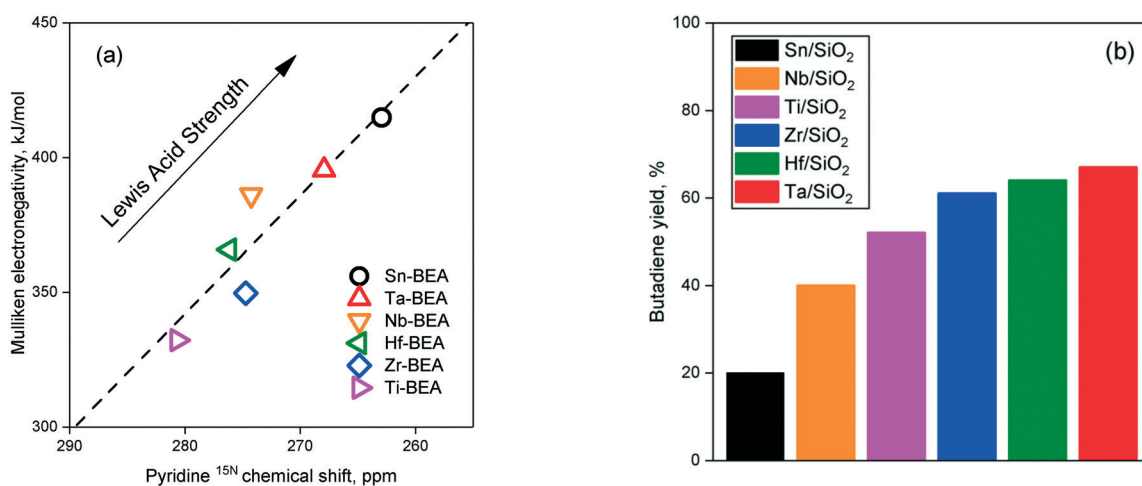 (a)
Mulliken electronegativity, kJ/mol
450
400
350
300
Lewis Acid Strength
Sn-BEA
Ta-BEA
Nb-BEA
Hf-BEA
Zr-BEA
Ti-BEA
290
280
270
260
Pyridine ¹⁵ᴺ chemical shift, ppm
(b)
Butadiene yield, %
100
80
60
40
20
0
Sn/SiO₂
Nb/SiO₂
Ti/SiO₂
Zr/SiO₂
Hf/SiO₂
Ta/SiO₂